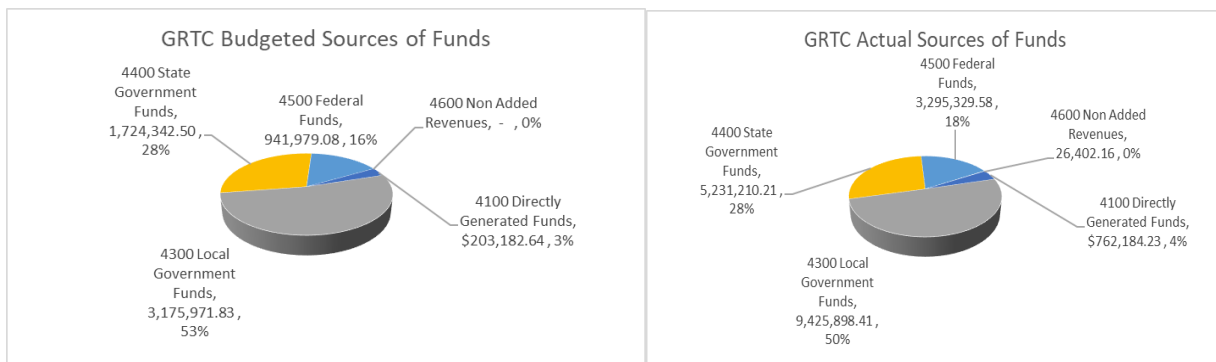 GRTC Budgeted Sources of Funds
4400 State
Government
Funds,
1,724,342.50 ,
28%
4500 Federal
Funds,
941,979.08 , 16%
4600 Non Added
Revenues, - , 0%
4100 Directly
Generated Funds,
$203,182.64 , 3%
4300 Local
Government
Funds,
3,175,971.83 ,
53%
GRTC Actual Sources of Funds
4500 Federal
Funds,
3,295,329.58 ,
18%
4600 Non Added
Revenues,
26,402.16 , 0%
4400 State
Government
Funds,
5,231,210.21 ,
28%
4100 Directly
Generated Funds,
$762,184.23 , 4%
4300 Local
Government
Funds,
9,425,898.41 ,
50%